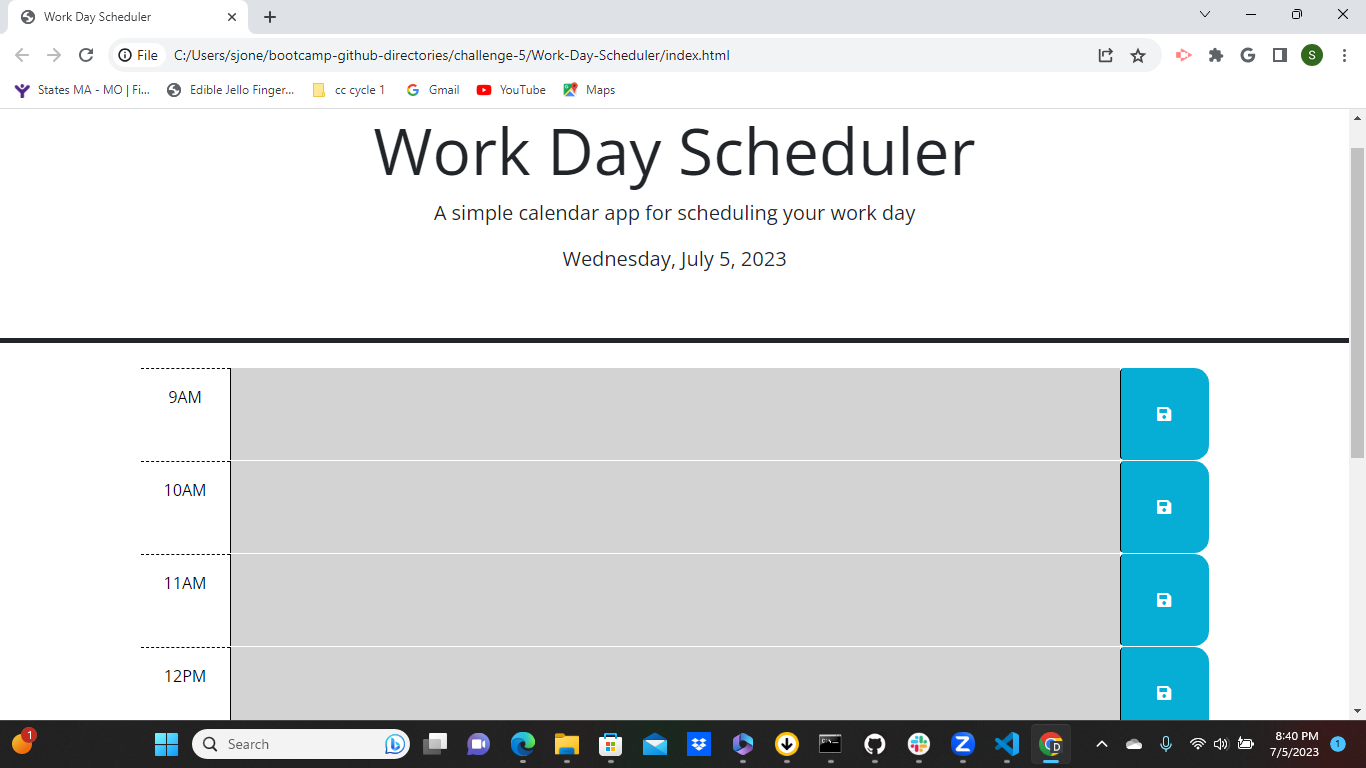 Work Day Scheduler
File C:/Users/sjone/bootcamp-github-directories/challenge-5/Work-Day-Scheduler/index.html S
States MA - MO | Fi... Edible Jello Finger... cc cycle 1 Gmail YouTube Maps
Work Day Scheduler
A simple calendar app for scheduling your work day
Wednesday, July 5, 2023
9AM
10AM
11AM
12PM
1 Search D 8:40 PM 1
7/5/2023